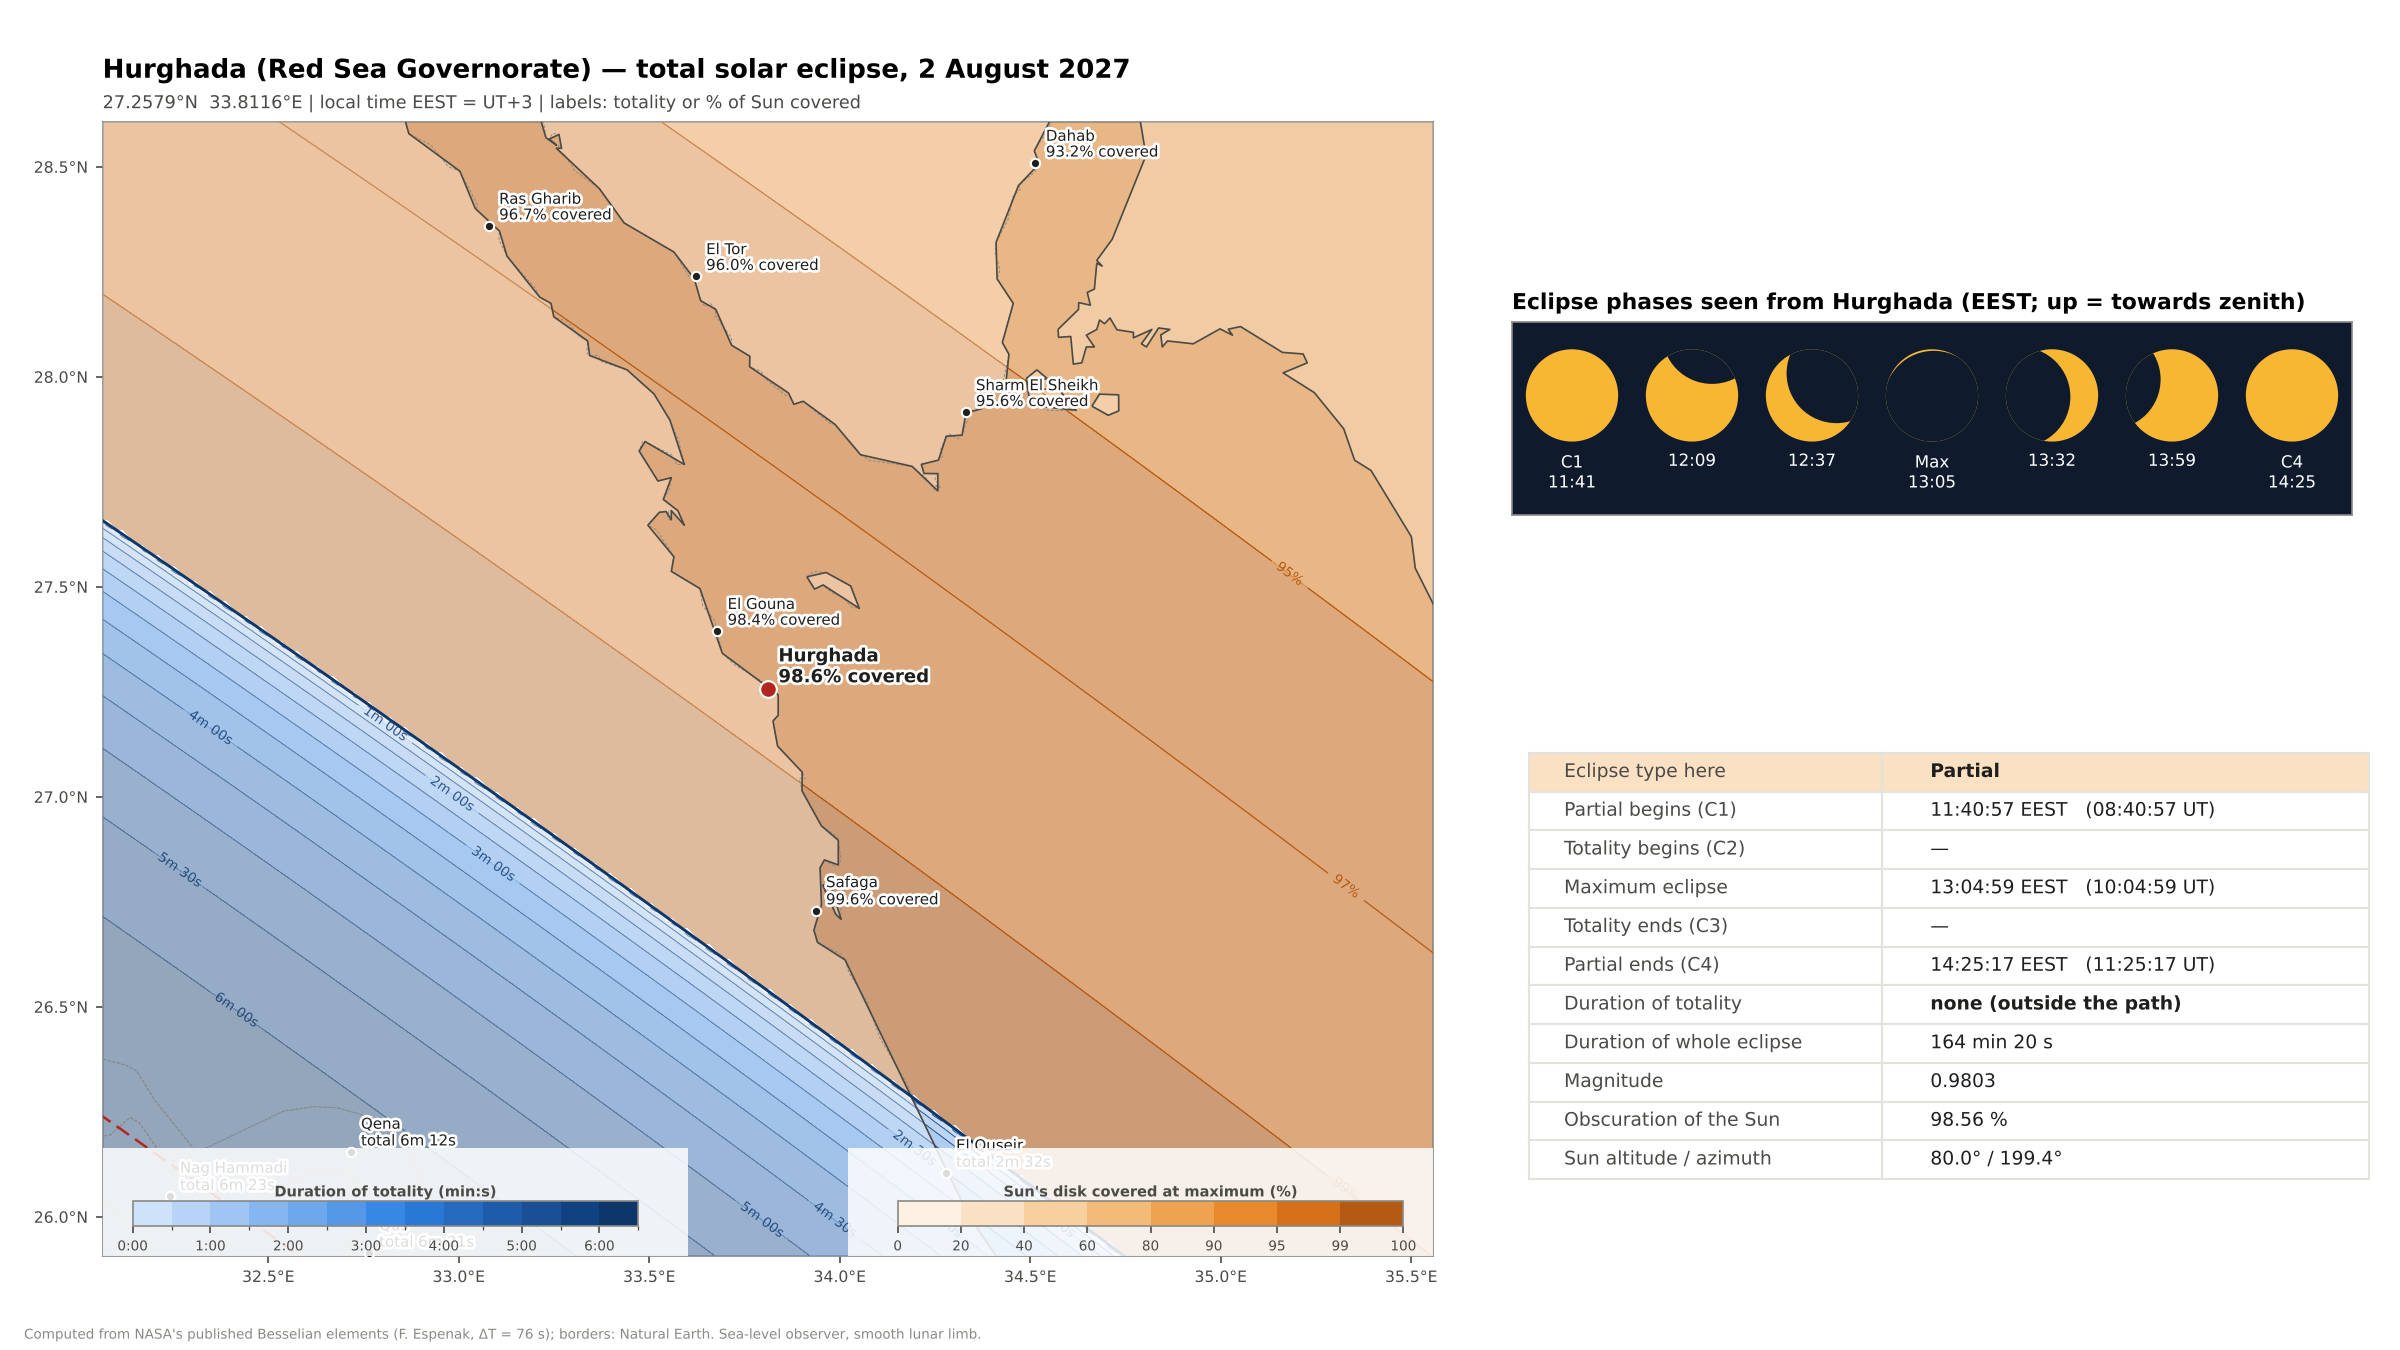 Hurghada (Red Sea Governorate) — total solar eclipse, 2 August 2027
27.2579°N  33.8116°E | local time EEST = UT+3 | labels: totality or % of Sun covered
28.5°N
28.0°N
27.5°N
27.0°N
26.5°N
26.0°N
Dahab
93.2% covered
Ras Gharib
96.7% covered
El Tor
96.0% covered
Sharm El Sheikh
95.6% covered
95%
El Gouna
98.4% covered
Hurghada
98.6% covered
1m 00s
4m 00s
2m 00s
3m 00s
5m 30s
97%
Safaga
99.6% covered
6m 00s
Qena
total 6m 12s
2m 30s
El Quseir
total 2m 32s
Nag Hammadi
total 6m 23s
99%
5m 00s
4m 30s
Duration of totality (min:s)
0:00 1:00 2:00 3:00 4:00 5:00 6:00
Sun's disk covered at maximum (%)
0 20 40 60 80 90 95 99 100
32.5°E 33.0°E 33.5°E 34.0°E 34.5°E 35.0°E 35.5°E
Eclipse phases seen from Hurghada (EEST; up = towards zenith)
C1
11:41
12:09
12:37
Max
13:05
13:32
13:59
C4
14:25
Eclipse type here Partial
Partial begins (C1) 11:40:57 EEST (08:40:57 UT)
Totality begins (C2) —
Maximum eclipse 13:04:59 EEST (10:04:59 UT)
Totality ends (C3) —
Partial ends (C4) 14:25:17 EEST (11:25:17 UT)
Duration of totality none (outside the path)
Duration of whole eclipse 164 min 20 s
Magnitude 0.9803
Obscuration of the Sun 98.56 %
Sun altitude / azimuth 80.0° / 199.4°
Computed from NASA's published Besselian elements (F. Espenak, ΔT = 76 s); borders: Natural Earth. Sea-level observer, smooth lunar limb.